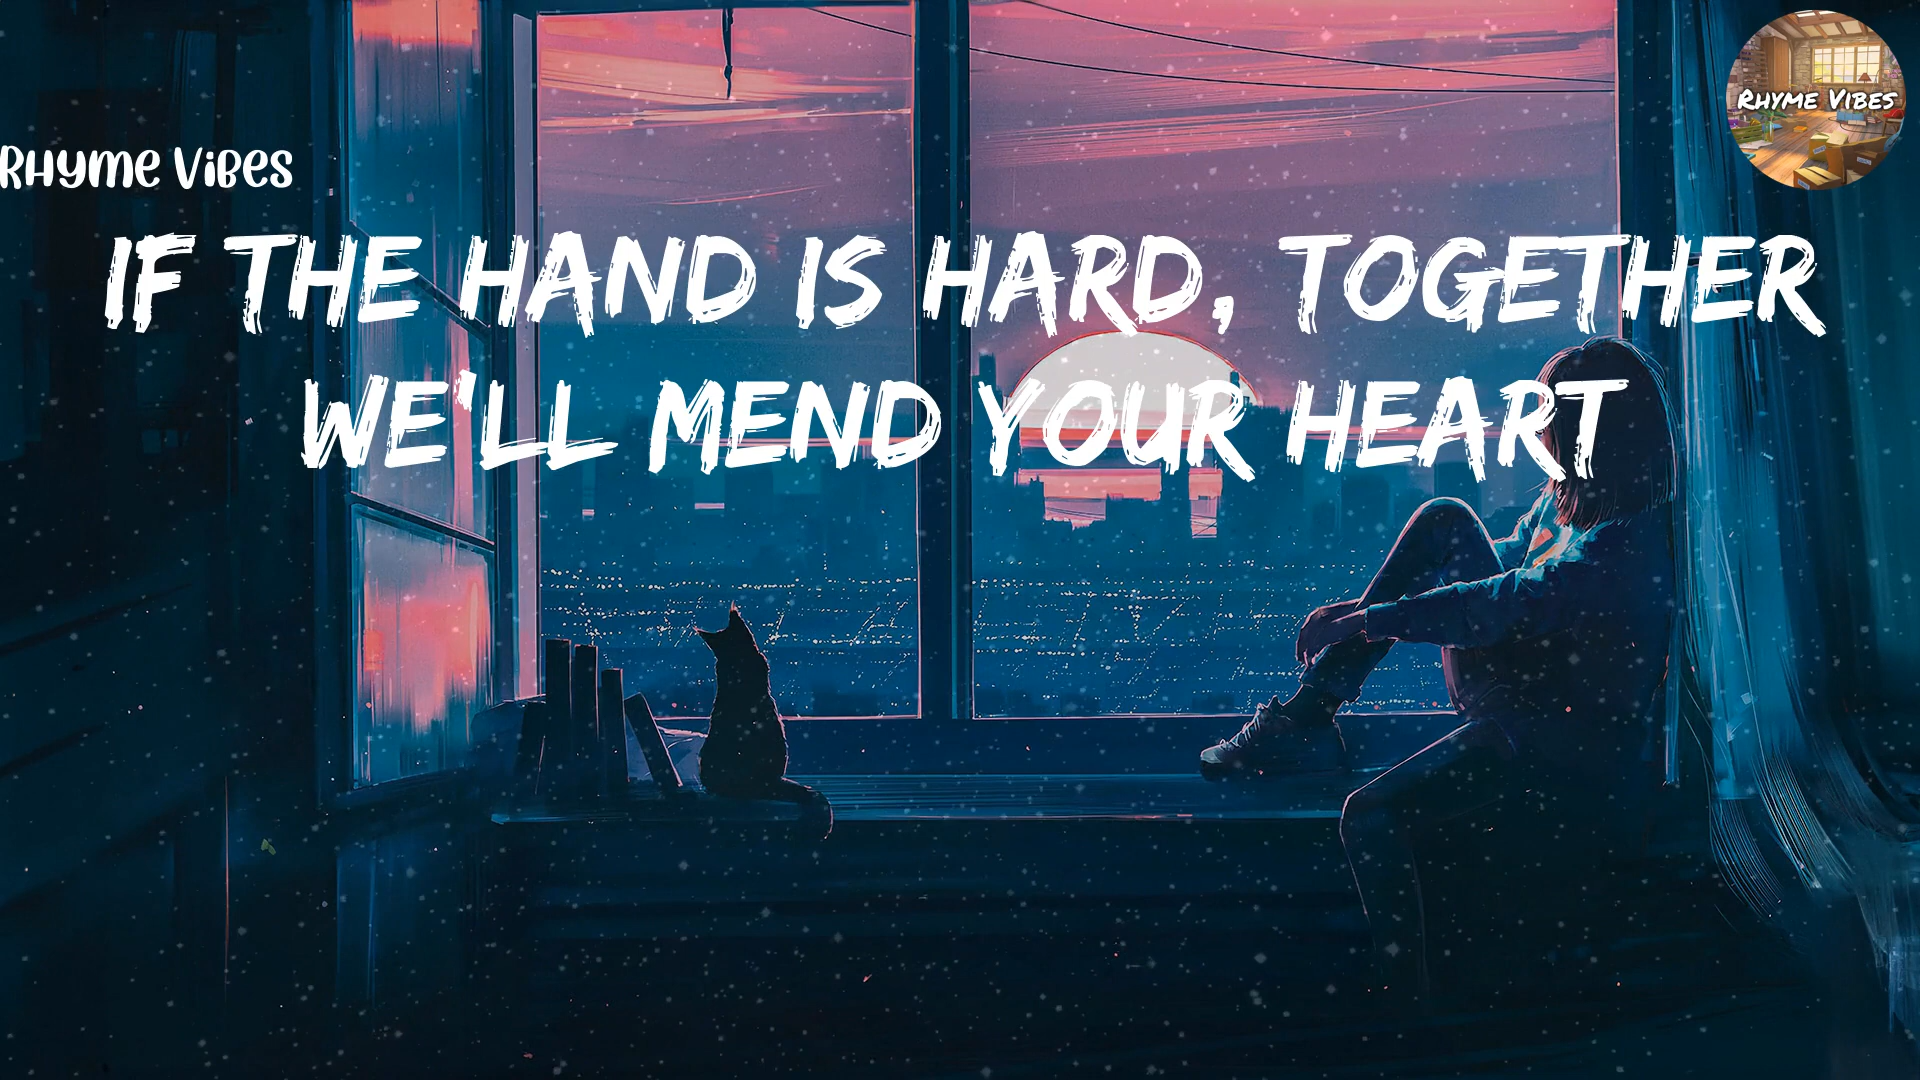 Rhyme Vibes
Rhyme Vibes
IF THE HAND IS HARD, TOGETHER
WE'LL MEND YOUR HEART